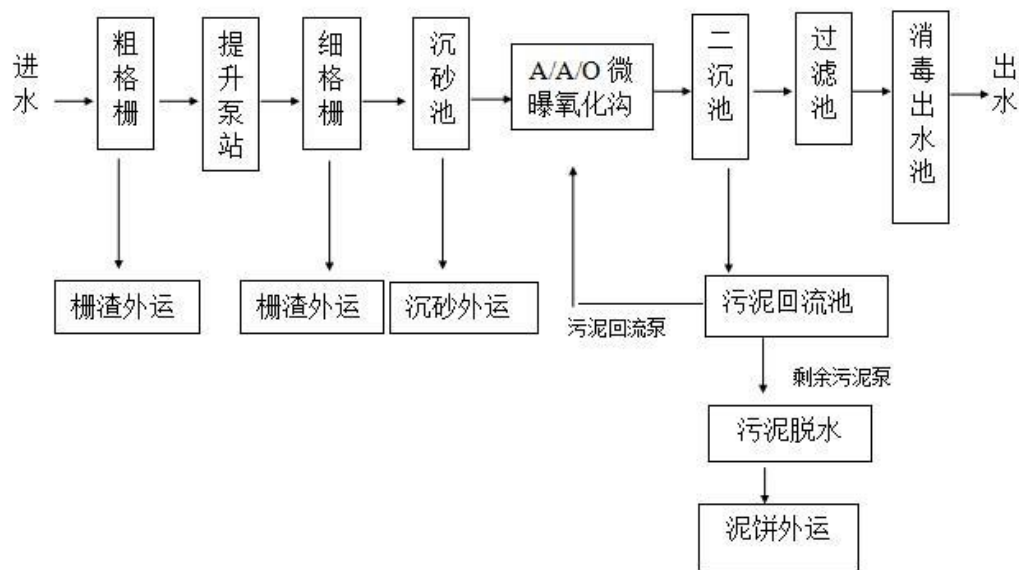 进水
粗格栅
提升泵站
细格栅
沉砂池
A/A/O 微
曝氧化沟
二沉池
过滤池
消毒出水池
出水
栅渣外运
栅渣外运
沉砂外运
污泥回流泵
污泥回流池
剩余污泥泵
污泥脱水
泥饼外运